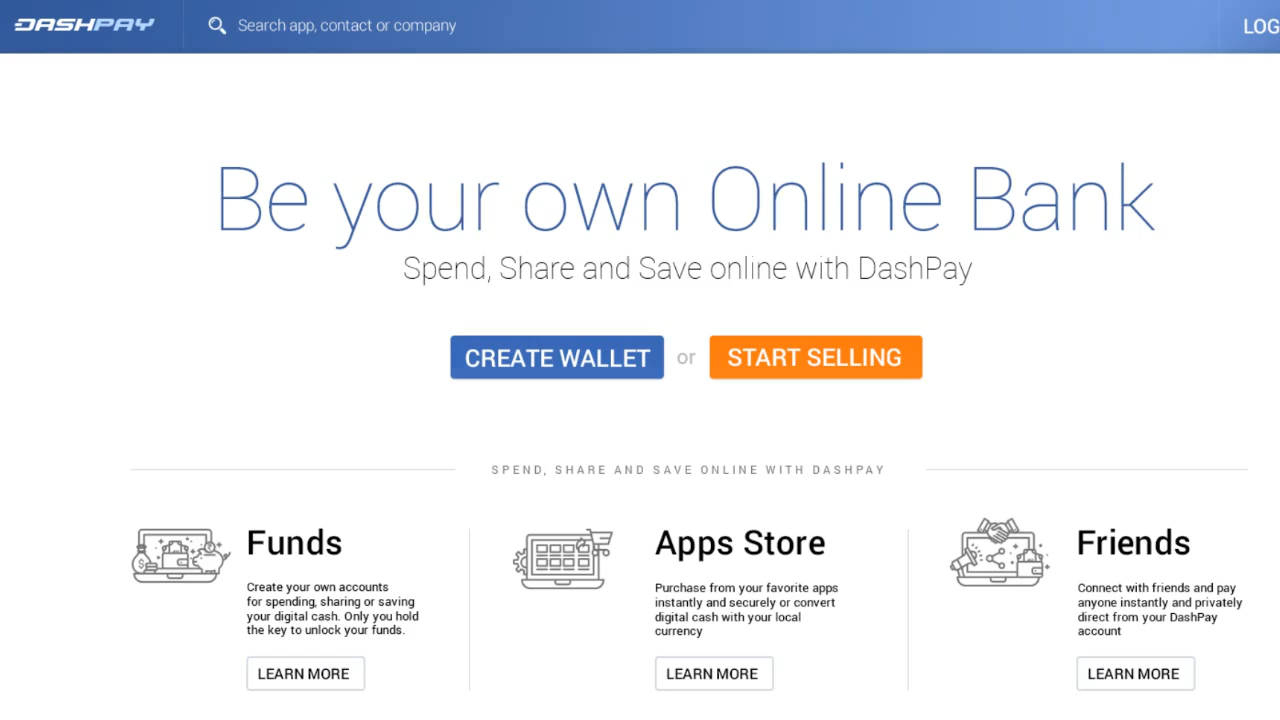 DASHPAY
Search app, contact or company
LOG
Be your own Online Bank
Spend, Share and Save online with DashPay
CREATE WALLET or START SELLING
SPEND, SHARE AND SAVE ONLINE WITH DASHPAY
Funds
Create your own accounts
for spending, sharing or saving
your digital cash. Only you hold
the key to unlock your funds.
LEARN MORE
Apps Store
Purchase from your favorite apps
instantly and securely or convert
digital cash with your local
currency
LEARN MORE
Friends
Connect with friends and pay
anyone instantly and privately
direct from your DashPay
account
LEARN MORE